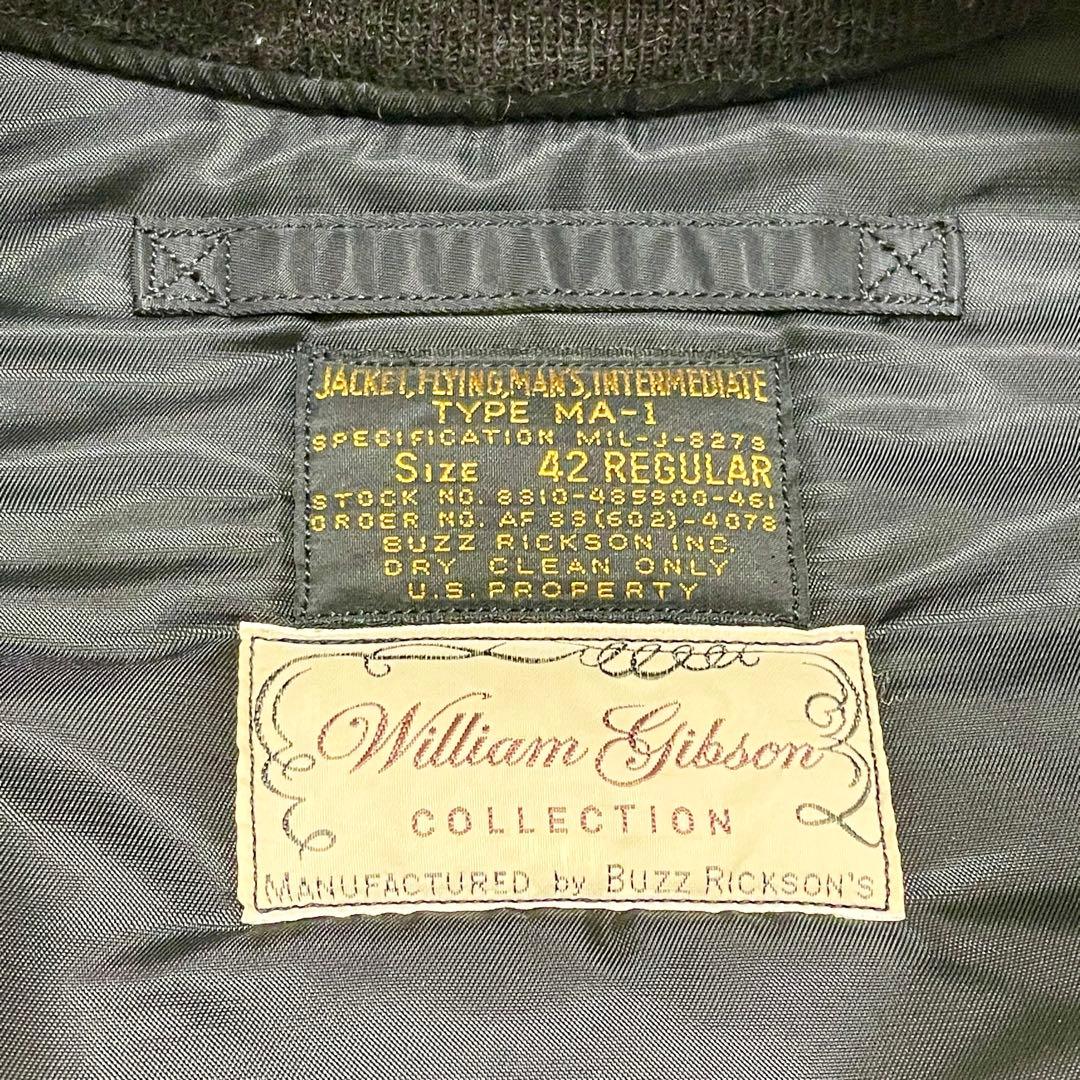 JACKET, FLYING, MAN'S, INTERMEDIATE
TYPE MA-1
SPECIFICATION MIL-J-8279
SIZE 42 REGULAR
STOCK NO. 8310-485900-461
ORDER NO. AF 33(602)-4078
BUZZ RICKSON INC.
DRY CLEAN ONLY
U.S. PROPERTY
William Gibson
COLLECTION
MANUFACTURED by BUZZ RICKSON'S